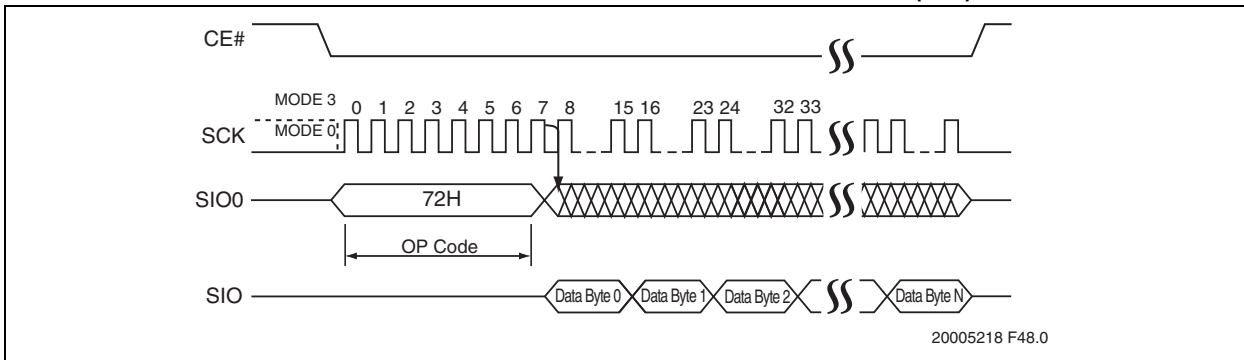 CE#
MODE 3
0 1 2 3 4 5 6 7 8 15 16 23 24 32 33
SCK
MODE 0
SIO0
72H
OP Code
SIO
Data Byte 0
Data Byte 1
Data Byte 2
Data Byte N
20005218 F48.0